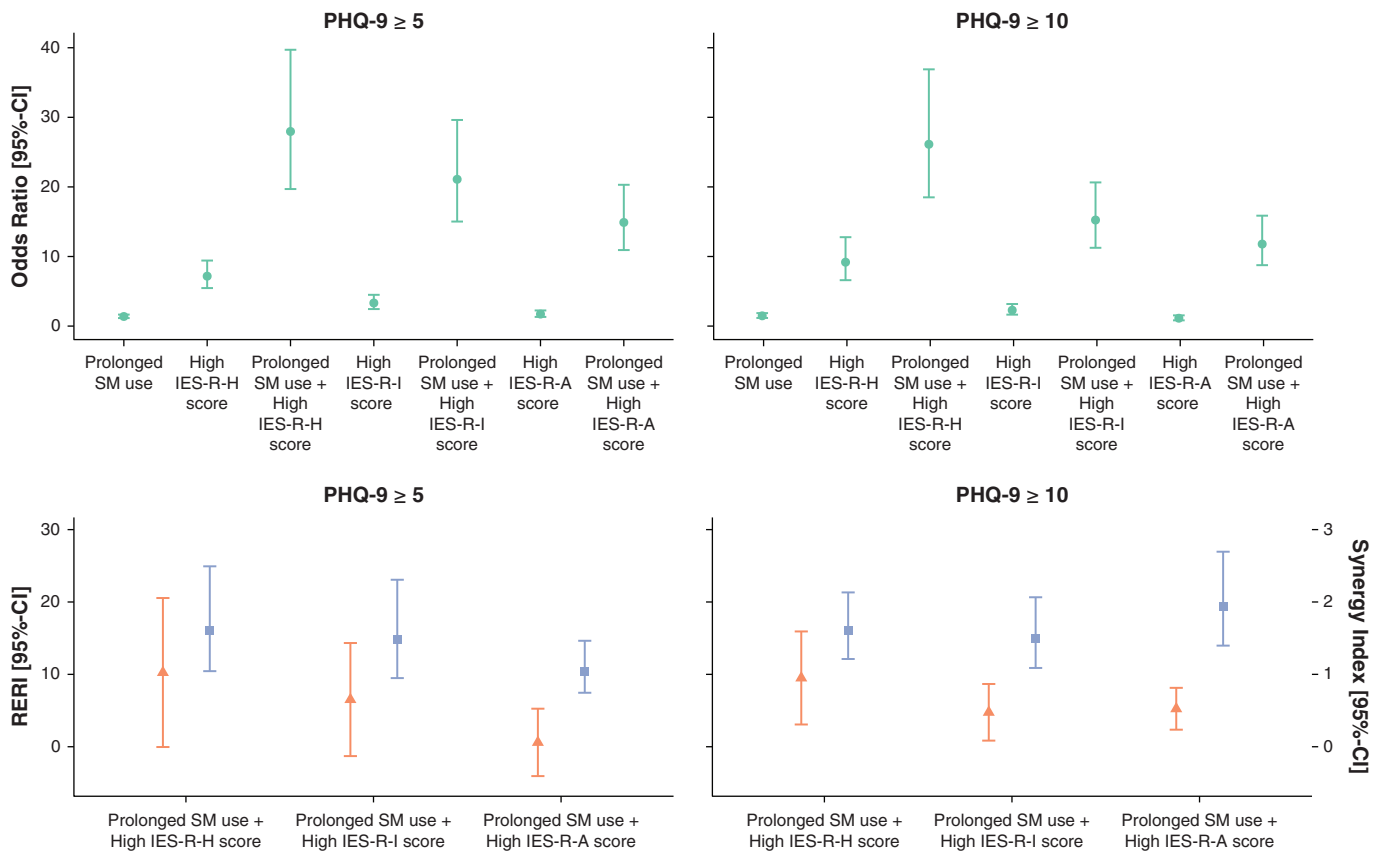 PHQ-9 ≥ 5
PHQ-9 ≥ 10
Odds Ratio [95%-CI]
40
30
20
10
0
Prolonged
SM use
High
IES-R-H
score
Prolonged
SM use +
High
IES-R-H
score
High
IES-R-I
score
Prolonged
SM use +
High
IES-R-I
score
High
IES-R-A
score
Prolonged
SM use +
High
IES-R-A
score
Prolonged
SM use
High
IES-R-H
score
Prolonged
SM use +
High
IES-R-H
score
High
IES-R-I
score
Prolonged
SM use +
High
IES-R-I
score
High
IES-R-A
score
Prolonged
SM use +
High
IES-R-A
score
PHQ-9 ≥ 5
PHQ-9 ≥ 10
RERI [95%-CI]
30
20
10
0
3
2
1
0
Synergy Index [95%-CI]
Prolonged SM use +
High IES-R-H score
Prolonged SM use +
High IES-R-I score
Prolonged SM use +
High IES-R-A score
Prolonged SM use +
High IES-R-H score
Prolonged SM use +
High IES-R-I score
Prolonged SM use +
High IES-R-A score